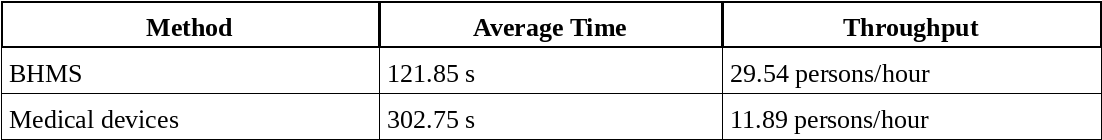 Method Average Time Throughput
BHMS 121.85 s 29.54 persons/hour
Medical devices 302.75 s 11.89 persons/hour